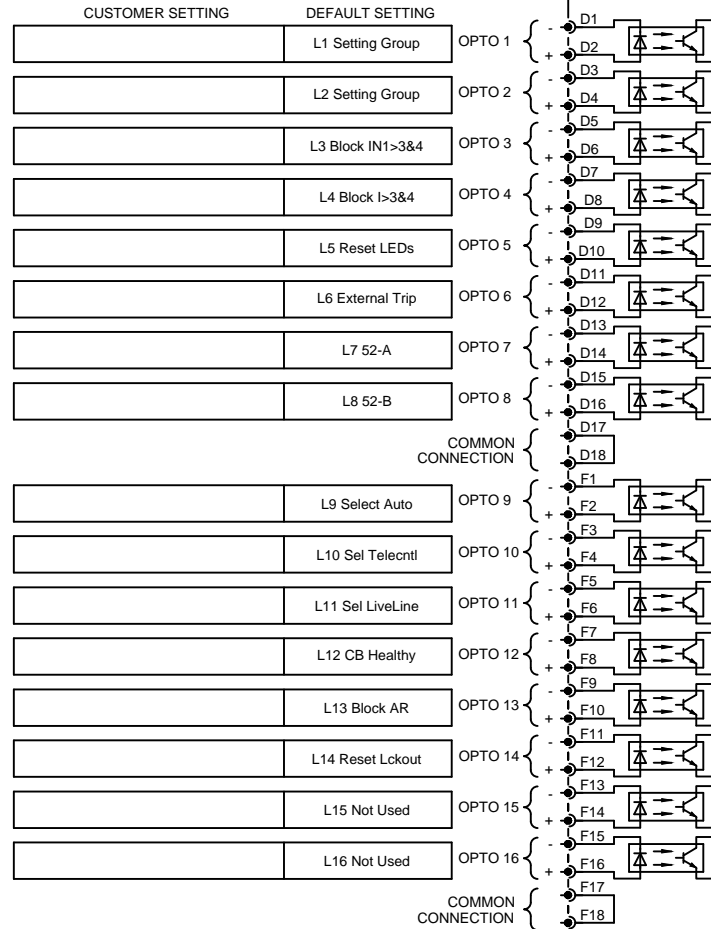 CUSTOMER SETTING DEFAULT SETTING
D1
L1 Setting Group OPTO 1 -
+ D2
D3
L2 Setting Group OPTO 2 -
+ D4
D5
L3 Block IN1>3&4 OPTO 3 -
+ D6
D7
L4 Block I>3&4 OPTO 4 -
+ D8
D9
L5 Reset LEDs OPTO 5 -
+ D10
D11
L6 External Trip OPTO 6 -
+ D12
D13
L7 52-A OPTO 7 -
+ D14
D15
L8 52-B OPTO 8 -
+ D16
D17
COMMON
CONNECTION D18
F1
L9 Select Auto OPTO 9 -
+ F2
F3
L10 Sel Telecntl OPTO 10 -
+ F4
F5
L11 Sel LiveLine OPTO 11 -
+ F6
F7
L12 CB Healthy OPTO 12 -
+ F8
F9
L13 Block AR OPTO 13 -
+ F10
F11
L14 Reset Lckout OPTO 14 -
+ F12
F13
L15 Not Used OPTO 15 -
+ F14
F15
L16 Not Used OPTO 16 -
+ F16
F17
COMMON
CONNECTION F18